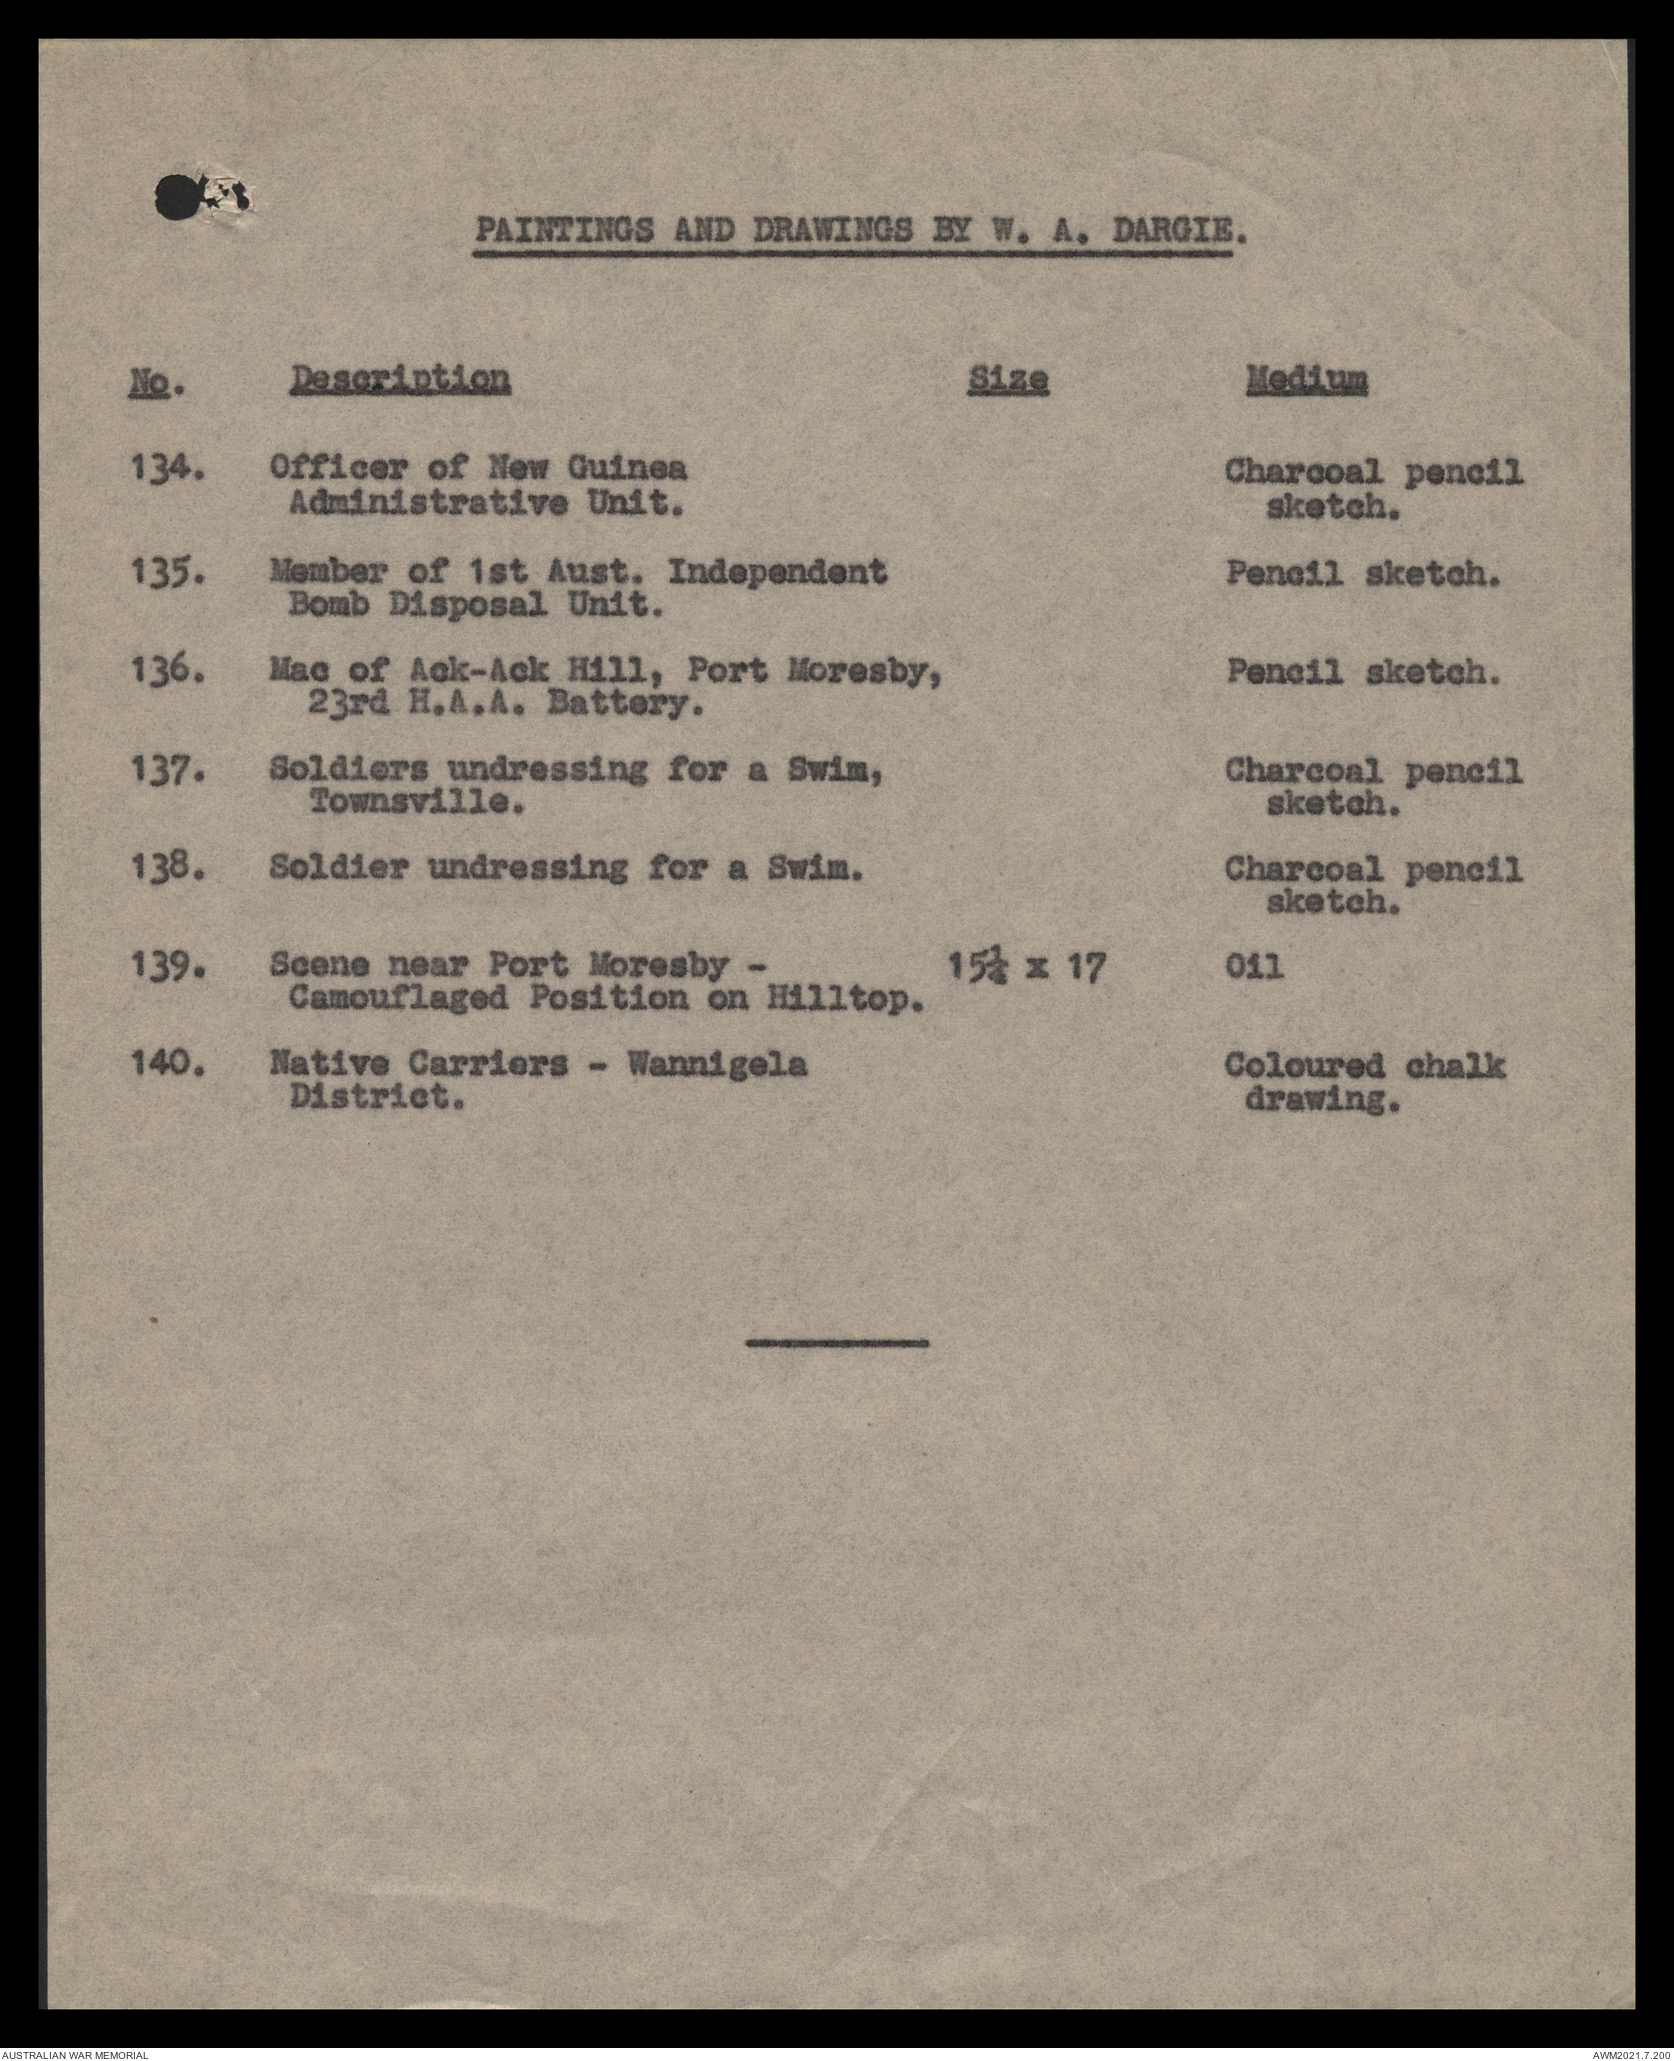 PAINTINGS AND DRAWINGS BY W. A. DARGIE.
No. Description Size Medium
134. Officer of New Guinea Charcoal pencil
Administrative Unit. sketch.
135. Member of 1st Aust. Independent Pencil sketch.
Bomb Disposal Unit.
136. Mac of Ack-Ack Hill, Port Moresby, Pencil sketch.
23rd H.A.A. Battery.
137. Soldiers undressing for a Swim, Charcoal pencil
Townsville. sketch.
138. Soldier undressing for a Swim. Charcoal pencil
sketch.
139. Scene near Port Moresby - 15¼ x 17 Oil
Camouflaged Position on Hilltop.
140. Native Carriers - Wannigela Coloured chalk
District. drawing.
AUSTRALIAN WAR MEMORIAL AWM2021.7.200